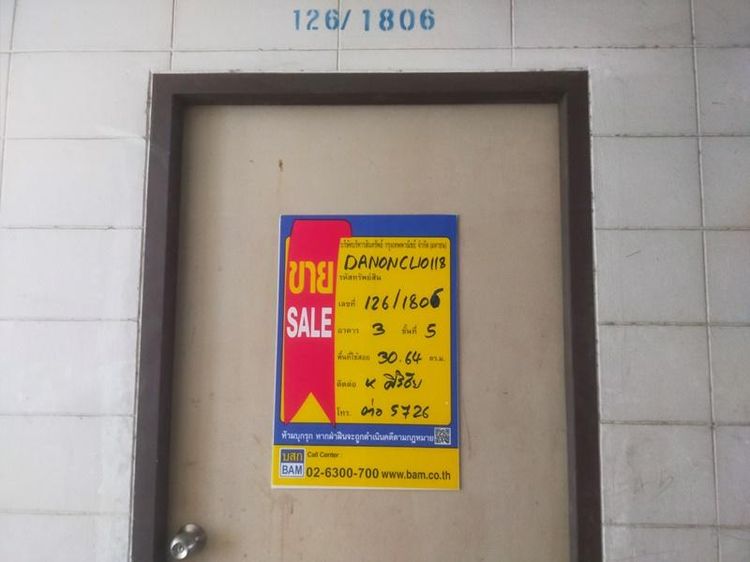 126/1806
บริษัทบริหารสินทรัพย์ กรุงเทพพาณิชย์ จำกัด (มหาชน)
ขาย
SALE
DANONCL10118
รหัสทรัพย์สิน
เลขที่ 126/1806
อาคาร 3 ชั้นที่ 5
พื้นที่ใช้สอย 30.64 ตร.ม.
ติดต่อ ศิริชัย
โทร. ต่อ 5726
ห้ามบุกรุก หากฝ่าฝืนจะถูกดำเนินคดีตามกฎหมาย
บสก
BAM
Call Center :
02-6300-700 www.bam.co.th